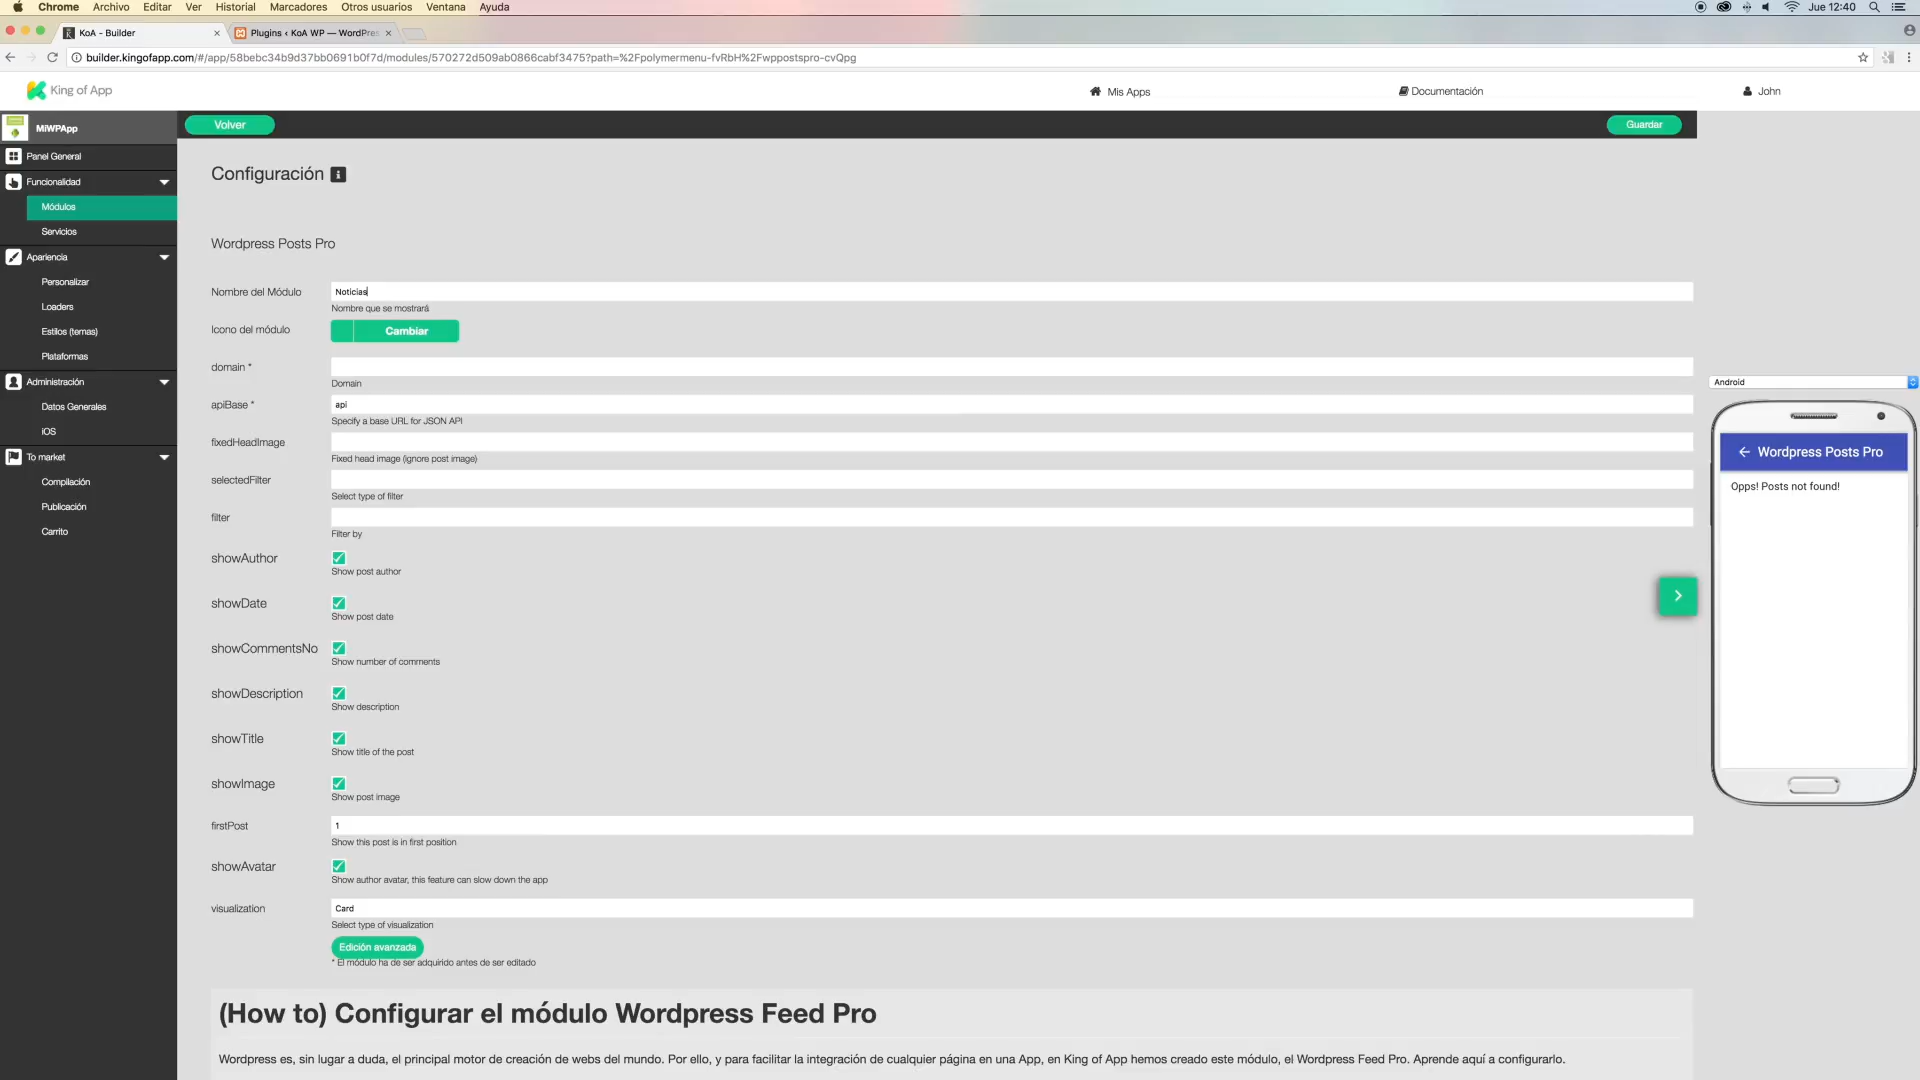 Chrome Archivo Editar Ver Historial Marcadores Otros usuarios Ventana Ayuda Jue 12:40
KoA - Builder Plugins ‹ KoA WP — WordPres
builder.kingofapp.com/#/app/58bebc34b9d37bb0691b0f7d/modules/570272d509ab0866cabf3475?path=%2Fpolymermenu-fvRbH%2Fwppostspro-cvQpg
King of App Mis Apps Documentación John
MiWPApp Volver Guardar
Panel General
Funcionalidad
Módulos
Servicios
Apariencia
Personalizar
Loaders
Estilos (temas)
Plataformas
Administración
Datos Generales
iOS
To market
Compilación
Publicación
Carrito
Configuración
Wordpress Posts Pro
Nombre del Módulo Noticias
Nombre que se mostrará
Icono del módulo Cambiar
domain *
Domain
apiBase * api
Specify a base URL for JSON API
fixedHeadImage
Fixed head image (ignore post image)
selectedFilter
Select type of filter
filter
Filter by
showAuthor
Show post author
showDate
Show post date
showCommentsNo
Show number of comments
showDescription
Show description
showTitle
Show title of the post
showImage
Show post image
firstPost 1
Show this post is in first position
showAvatar
Show author avatar, this feature can slow down the app
visualization Card
Select type of visualization
Edición avanzada
* El módulo ha de ser adquirido antes de ser editado
(How to) Configurar el módulo Wordpress Feed Pro
Wordpress es, sin lugar a duda, el principal motor de creación de webs del mundo. Por ello, y para facilitar la integración de cualquier página en una App, en King of App hemos creado este módulo, el Wordpress Feed Pro. Aprende aquí a configurarlo.
Android
Wordpress Posts Pro
Opps! Posts not found!